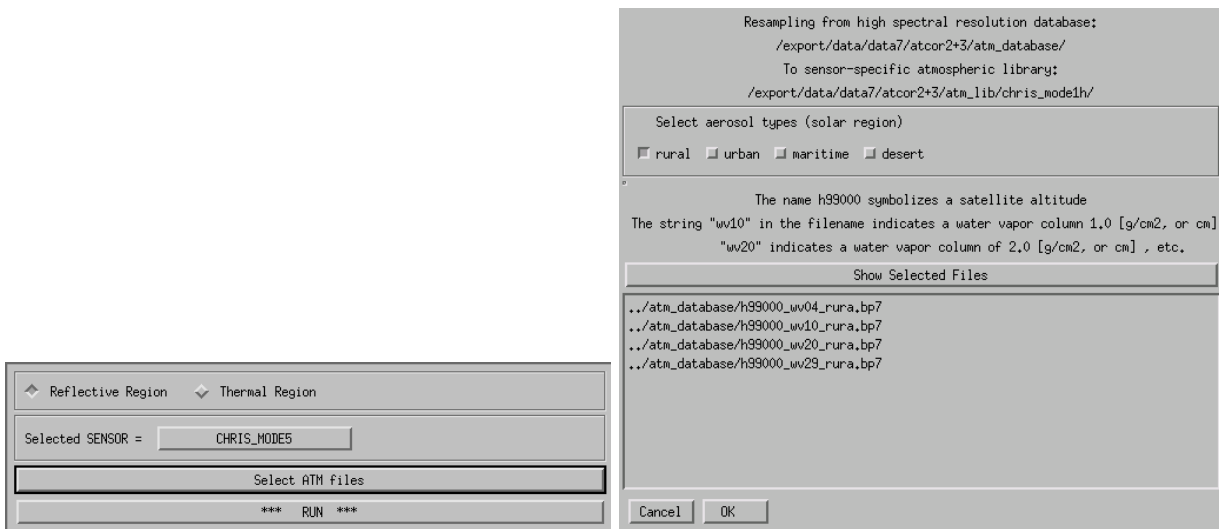 Reflective Region Thermal Region
Selected SENSOR = CHRIS_MODE5
Select ATM files
*** RUN ***
Resampling from high spectral resolution database:
/export/data/data7/atcor2+3/atm_database/
To sensor-specific atmospheric library:
/export/data/data7/atcor2+3/atm_lib/chris_mode1h/
Select aerosol types (solar region)
rural urban maritime desert
The name h99000 symbolizes a satellite altitude
The string "wv10" in the filename indicates a water vapor column 1.0 [g/cm2, or cm]
"wv20" indicates a water vapor column of 2.0 [g/cm2, or cm] , etc.
Show Selected Files
../atm_database/h99000_wv04_rura.bp7
../atm_database/h99000_wv10_rura.bp7
../atm_database/h99000_wv20_rura.bp7
../atm_database/h99000_wv29_rura.bp7
Cancel OK